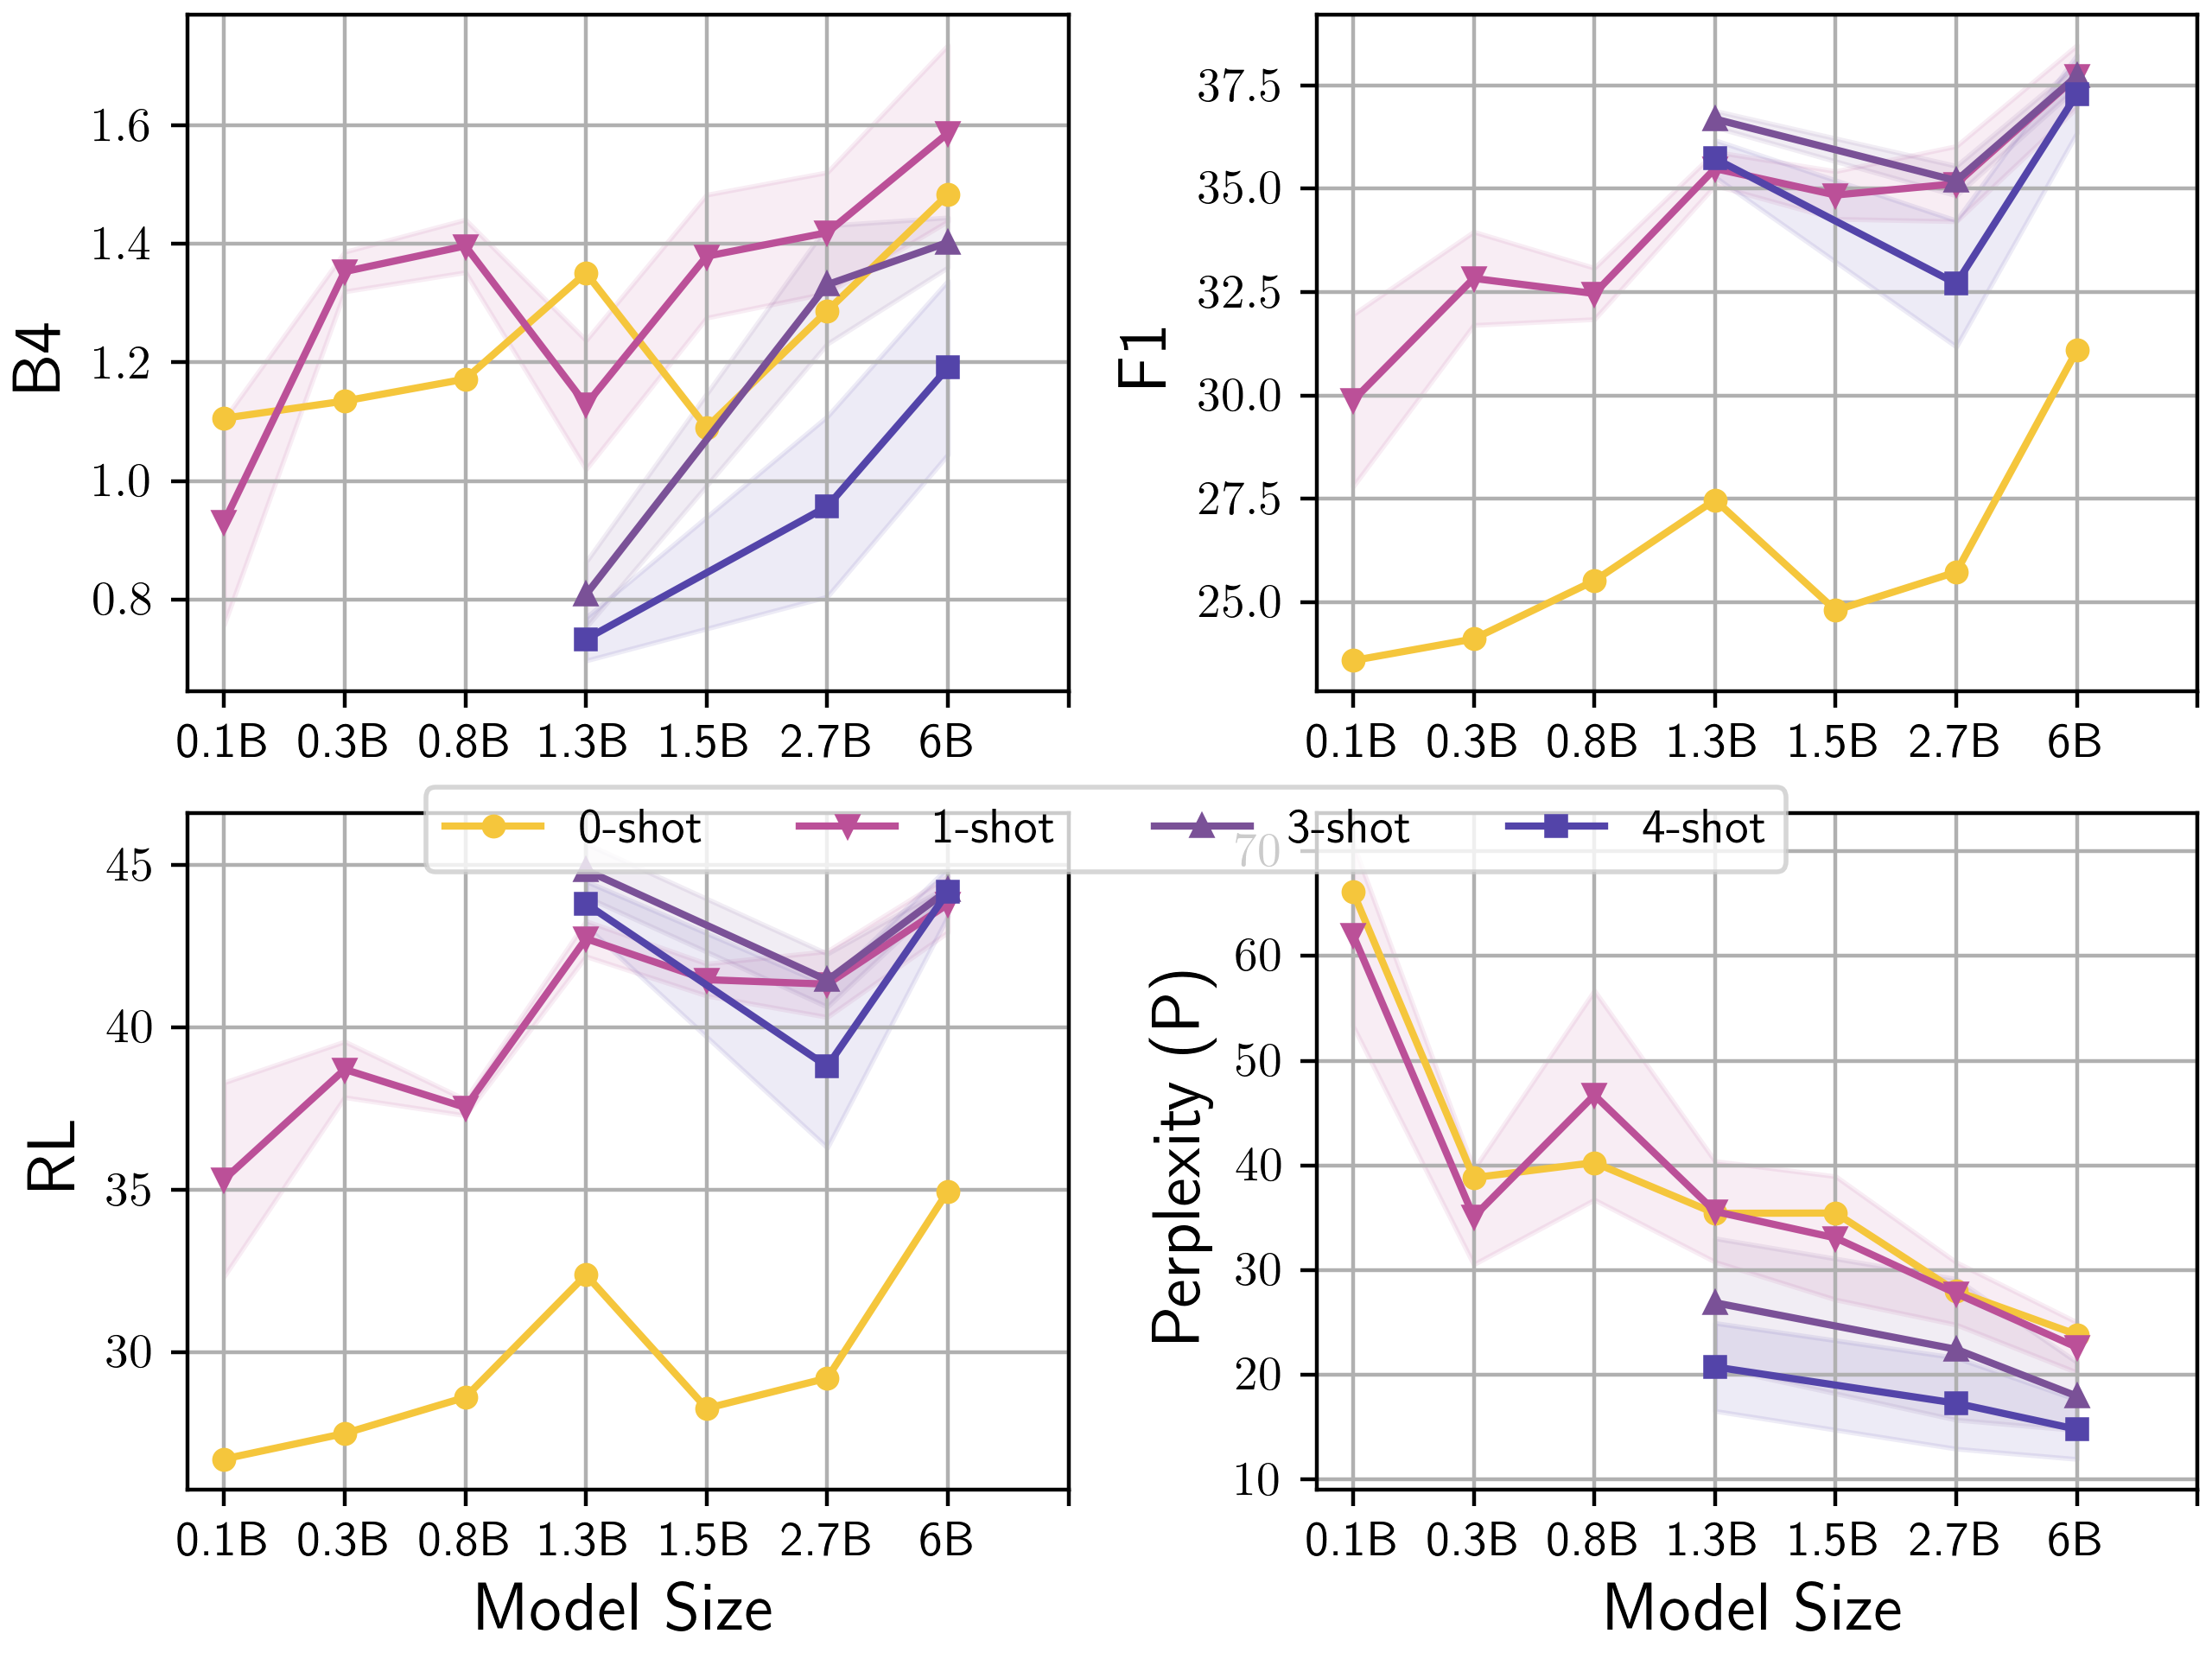 B4
1.6
1.4
1.2
1.0
0.8
0.1B 0.3B 0.8B 1.3B 1.5B 2.7B 6B
F1
37.5
35.0
32.5
30.0
27.5
25.0
0.1B 0.3B 0.8B 1.3B 1.5B 2.7B 6B
0-shot 1-shot 3-shot 4-shot
RL
45
40
35
30
0.1B 0.3B 0.8B 1.3B 1.5B 2.7B 6B
Model Size
Perplexity (P)
70
60
50
40
30
20
10
0.1B 0.3B 0.8B 1.3B 1.5B 2.7B 6B
Model Size